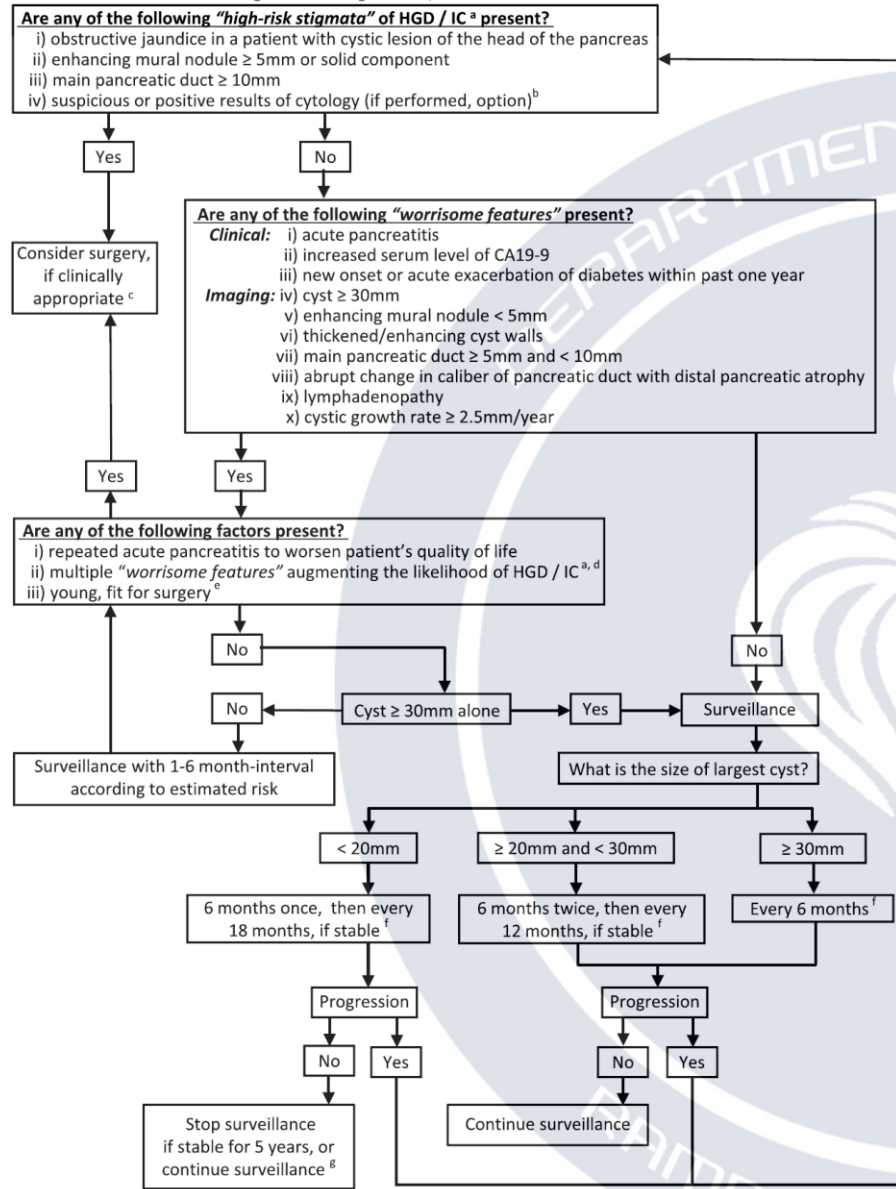 Are any of the following "high-risk stigmata" of HGD / IC a present?
i) obstructive jaundice in a patient with cystic lesion of the head of the pancreas
ii) enhancing mural nodule ≥ 5mm or solid component
iii) main pancreatic duct ≥ 10mm
iv) suspicious or positive results of cytology (if performed, option) b
Yes
No
Are any of the following "worrisome features" present?
Clinical: i) acute pancreatitis
ii) increased serum level of CA19-9
iii) new onset or acute exacerbation of diabetes within past one year
Imaging: iv) cyst ≥ 30mm
v) enhancing mural nodule < 5mm
vi) thickened/enhancing cyst walls
vii) main pancreatic duct ≥ 5mm and < 10mm
viii) abrupt change in caliber of pancreatic duct with distal pancreatic atrophy
ix) lymphadenopathy
x) cystic growth rate ≥ 2.5mm/year
Consider surgery,
if clinically
appropriate c
Yes
Yes
Are any of the following factors present?
i) repeated acute pancreatitis to worsen patient's quality of life
ii) multiple "worrisome features" augmenting the likelihood of HGD / IC a, d
iii) young, fit for surgery e
No
No
No
Cyst ≥ 30mm alone
Yes
Surveillance
Surveillance with 1-6 month-interval
according to estimated risk
What is the size of largest cyst?
< 20mm
≥ 20mm and < 30mm
≥ 30mm
6 months once, then every
18 months, if stable f
6 months twice, then every
12 months, if stable f
Every 6 months f
Progression
Progression
No
Yes
No
Yes
Stop surveillance
if stable for 5 years, or
continue surveillance g
Continue surveillance
DEPARTMEN